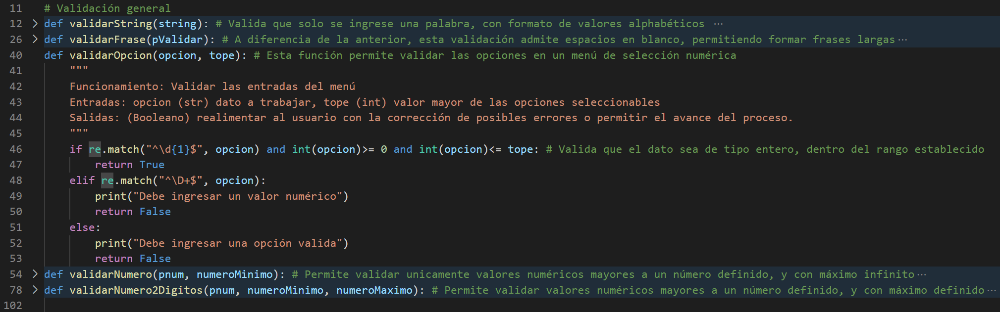 11 # Validación general
12 > def validarString(string): # Valida que solo se ingrese una palabra, con formato de valores alphabéticos ···
26 > def validarFrase(pValidar): # A diferencia de la anterior, esta validación admite espacios en blanco, permitiendo formar frases largas···
40 def validarOpcion(opcion, tope): # Esta función permite validar las opciones en un menú de selección numérica
41 """
42 Funcionamiento: Validar las entradas del menú
43 Entradas: opcion (str) dato a trabajar, tope (int) valor mayor de las opciones seleccionables
44 Salidas: (Booleano) realimentar al usuario con la corrección de posibles errores o permitir el avance del proceso.
45 """
46 if re.match("^\d{1}$", opcion) and int(opcion)>= 0 and int(opcion)<= tope: # Valida que el dato sea de tipo entero, dentro del rango establecido
47 return True
48 elif re.match("^\D+$", opcion):
49 print("Debe ingresar un valor numérico")
50 return False
51 else:
52 print("Debe ingresar una opción valida")
53 return False
54 > def validarNumero(pnum, numeroMinimo): # Permite validar unicamente valores numéricos mayores a un número definido, y con máximo infinito···
78 > def validarNumero2Digitos(pnum, numeroMinimo, numeroMaximo): # Permite validar valores numéricos mayores a un número definido, y con máximo definido···
102